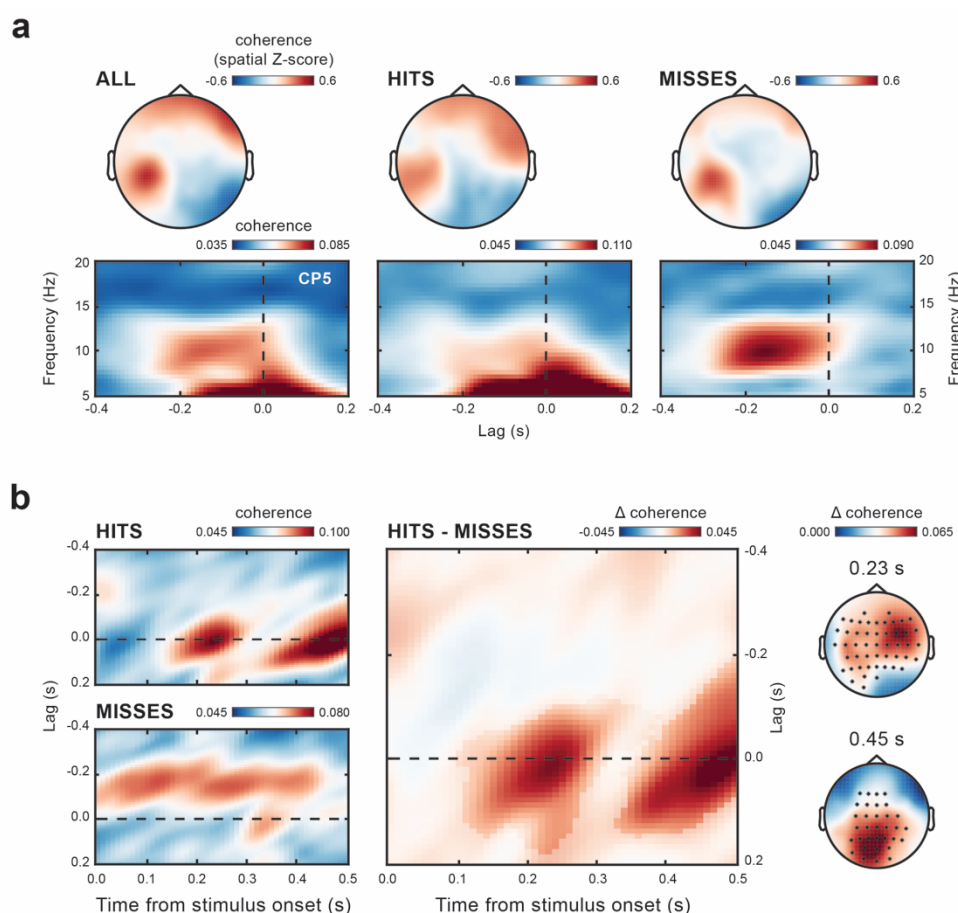 a
coherence
(spatial Z-score)
ALL
-0.6 0.6
HITS
-0.6 0.6
MISSES
-0.6 0.6
coherence
0.035 0.085
0.045 0.110
0.045 0.090
Frequency (Hz)
20
15
10
5
CP5
-0.4 -0.2 0.0 0.2
-0.4 -0.2 0.0 0.2
-0.4 -0.2 0.0 0.2
20
15
10
5
Frequency (Hz)
Lag (s)
b
HITS
coherence
0.045 0.100
-0.4
-0.2
0.0
0.2
MISSES
0.045 0.080
Lag (s)
-0.4
-0.2
0.0
0.2
0.0 0.1 0.2 0.3 0.4 0.5
Time from stimulus onset (s)
HITS - MISSES
Δ coherence
-0.045 0.045
-0.4
-0.2
0.0
0.2
Lag (s)
0.0 0.1 0.2 0.3 0.4 0.5
Time from stimulus onset (s)
Δ coherence
0.000 0.065
0.23 s
0.45 s